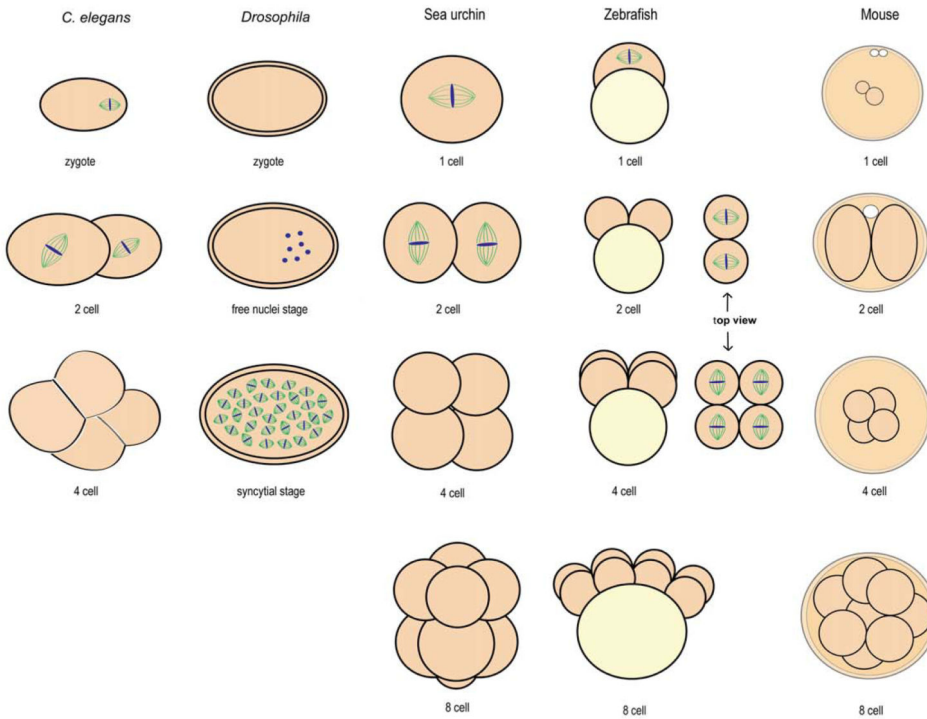 C. elegans
Drosophila
Sea urchin
Zebrafish
Mouse
zygote
zygote
1 cell
1 cell
1 cell
2 cell
free nuclei stage
2 cell
2 cell
2 cell
top view
4 cell
syncytial stage
4 cell
4 cell
4 cell
8 cell
8 cell
8 cell